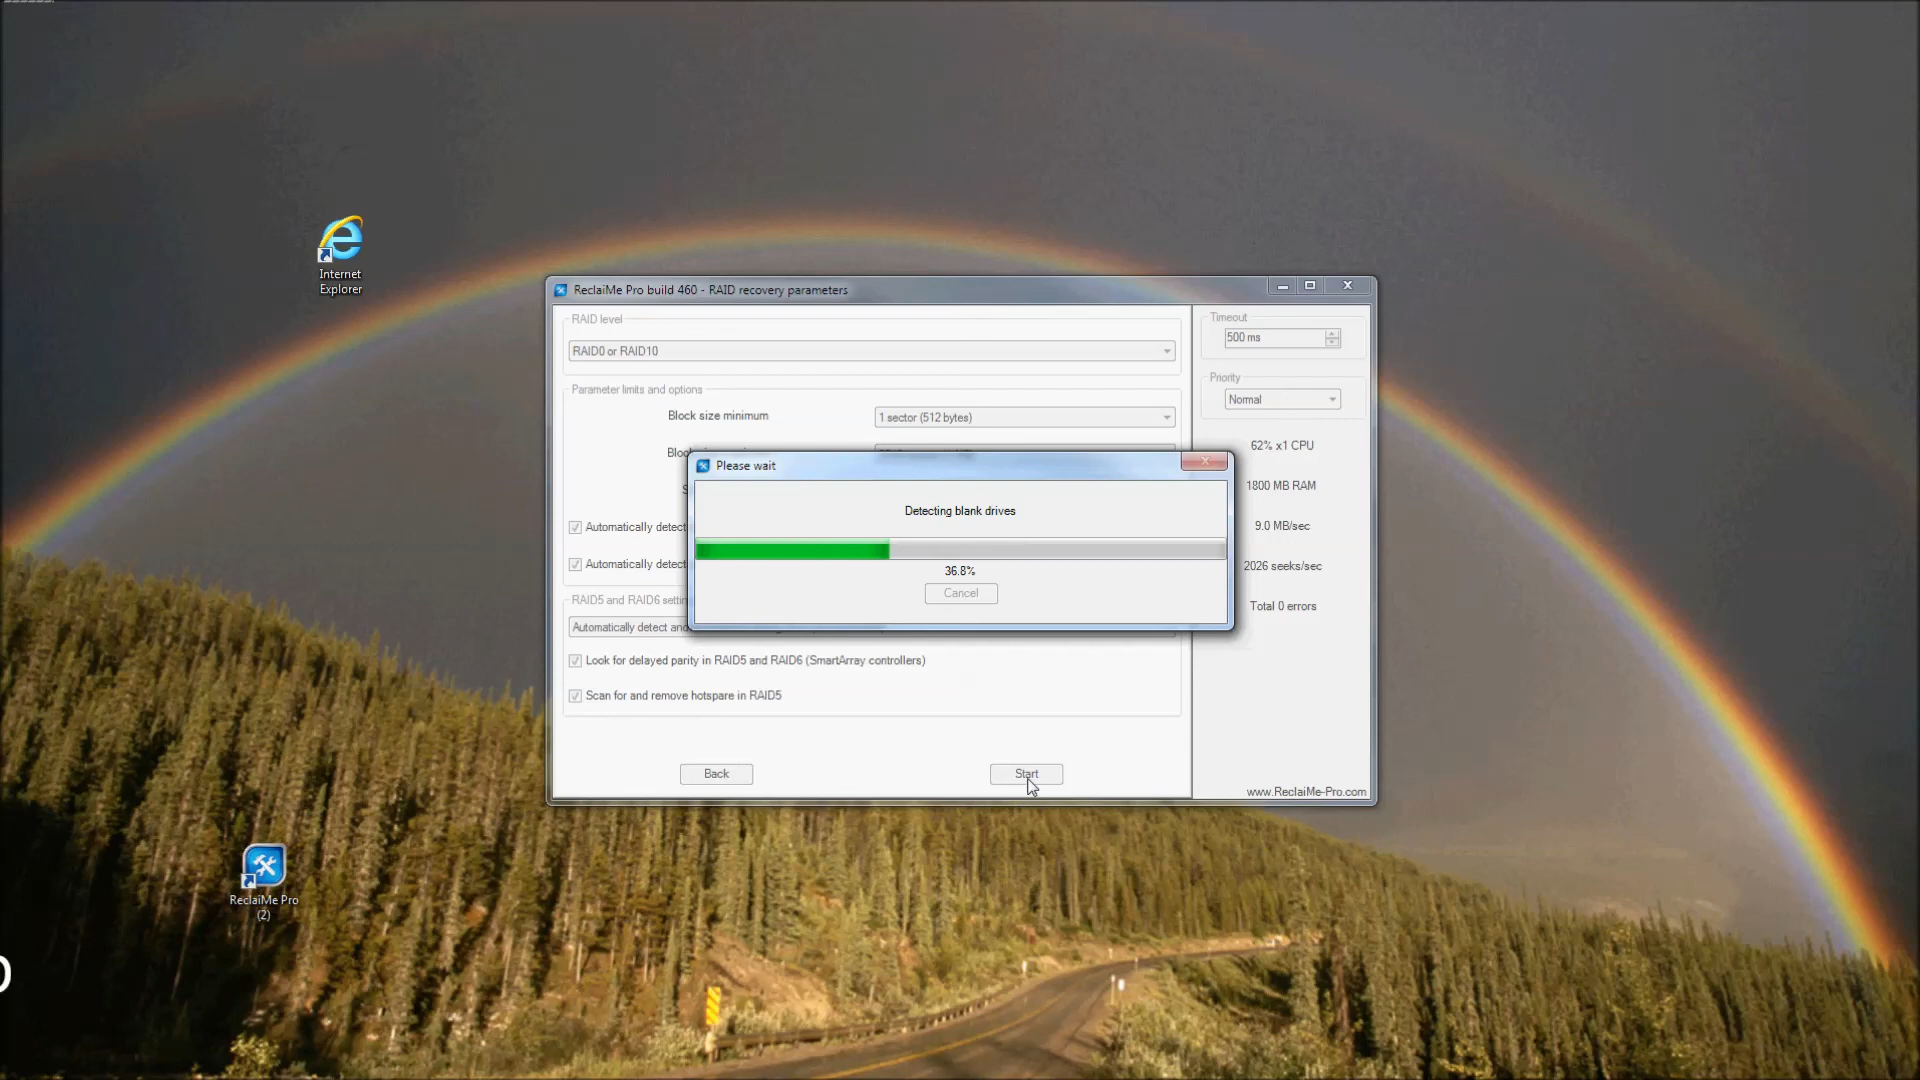 Internet
Explorer
ReclaiMe Pro build 460 - RAID recovery parameters
RAID level
RAID0 or RAID10
Parameter limits and options
Block size minimum
1 sector (512 bytes)
Timeout
500 ms
Priority
Normal
62% x1 CPU
1800 MB RAM
9.0 MB/sec
2026 seeks/sec
Total 0 errors
Please wait
Detecting blank drives
36.8%
Cancel
Automatically detect
Automatically detect
RAID5 and RAID6
Automatically detect and
Look for delayed parity in RAID5 and RAID6 (SmartArray controllers)
Scan for and remove hotspare in RAID5
Back
Start
www.ReclaiMe-Pro.com
ReclaiMe Pro
(2)